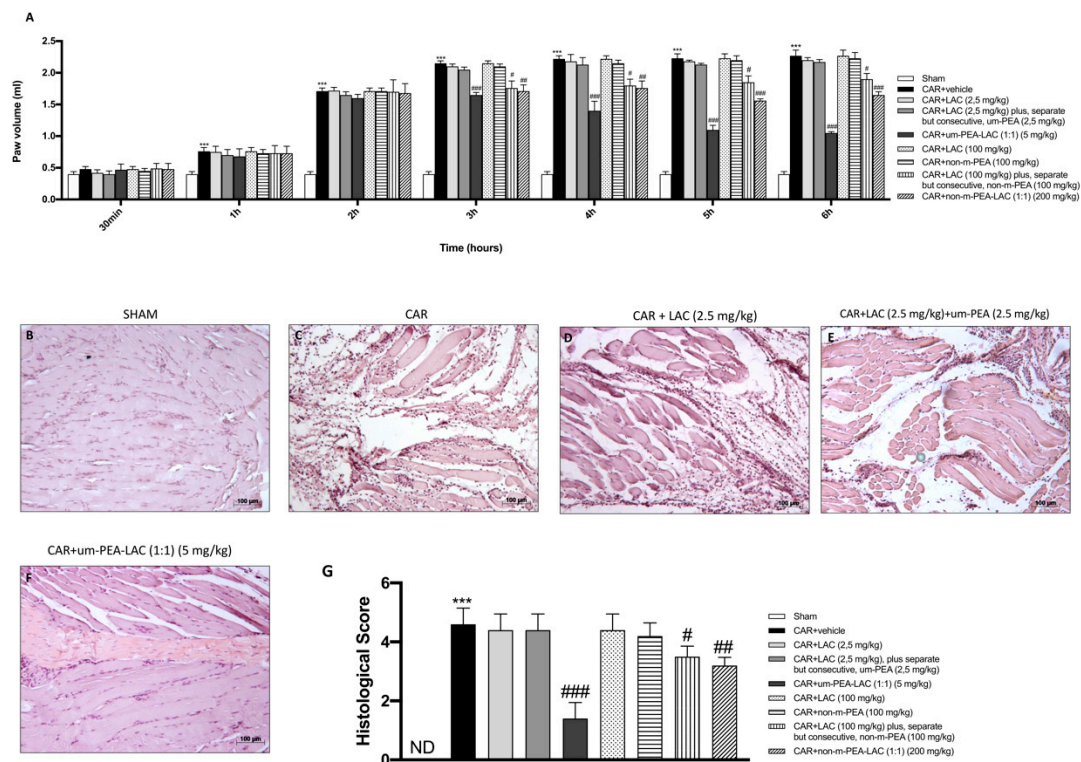 A
Paw volume (ml)
2.5
2.0
1.5
1.0
0.5
0.0
***
***
***
###
#
##
***
###
#
##
***
###
#
###
***
###
#
###
30min
1h
2h
3h
4h
5h
6h
Time (hours)
Sham
CAR+vehicle
CAR+LAC (2,5 mg/kg)
CAR+LAC (2,5 mg/kg) plus, separate
but consecutive, um-PEA (2,5 mg/kg)
CAR+um-PEA-LAC (1:1) (5 mg/kg)
CAR+LAC (100 mg/kg)
CAR+non-m-PEA (100 mg/kg)
CAR+LAC (100 mg/kg) plus, separate
but consecutive, non-m-PEA (100 mg/kg)
CAR+non-m-PEA-LAC (1:1) (200 mg/kg)
SHAM
B
100 µm
CAR
C
100 µm
CAR + LAC (2.5 mg/kg)
D
100 µm
CAR+LAC (2.5 mg/kg)+um-PEA (2.5 mg/kg)
E
100 µm
CAR+um-PEA-LAC (1:1) (5 mg/kg)
F
100 µm
G
Histological Score
6
4
2
0
ND
***
###
#
##
Sham
CAR+vehicle
CAR+LAC (2,5 mg/kg)
CAR+LAC (2,5 mg/kg), plus separate
but consecutive, um-PEA (2,5 mg/kg)
CAR+um-PEA-LAC (1:1) (5 mg/kg)
CAR+LAC (100 mg/kg)
CAR+non-m-PEA (100 mg/kg)
CAR+LAC (100 mg/kg) plus, separate
but consecutive, non-m-PEA (100 mg/kg)
CAR+non-m-PEA-LAC (1:1) (200 mg/kg)